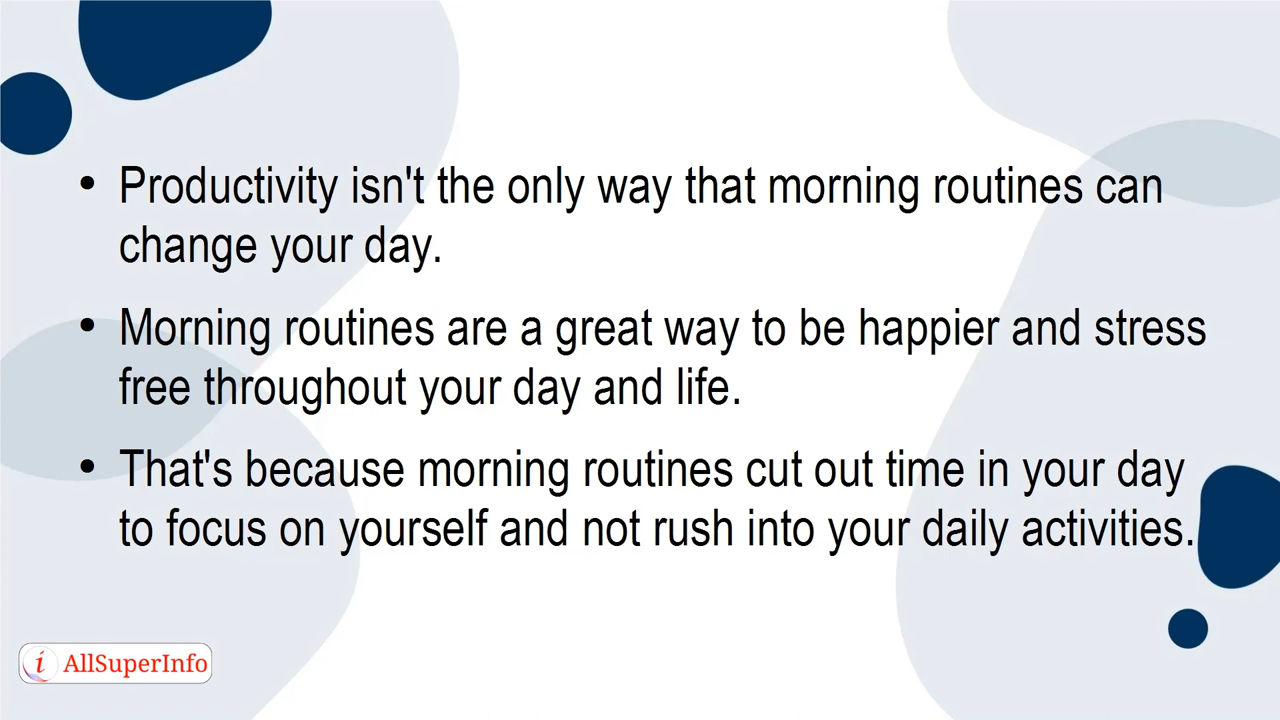 • Productivity isn't the only way that morning routines can
change your day.
• Morning routines are a great way to be happier and stress
free throughout your day and life.
• That's because morning routines cut out time in your day
to focus on yourself and not rush into your daily activities.
i AllSuperInfo